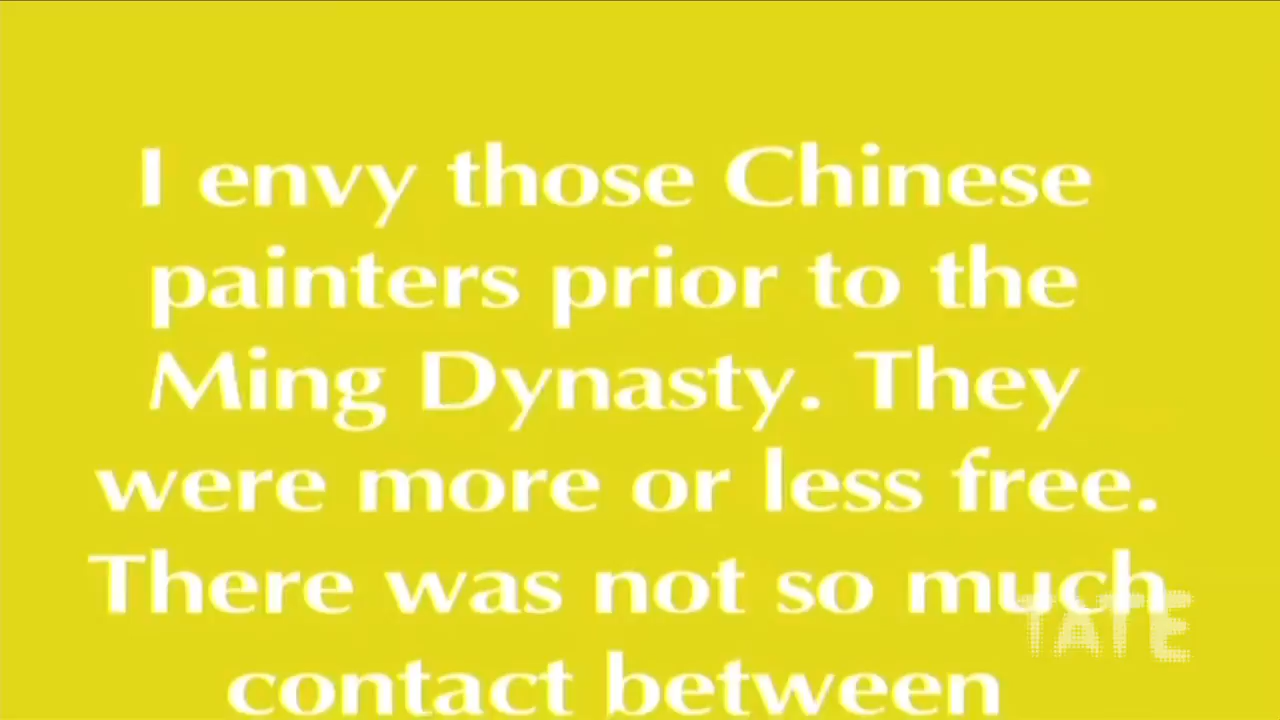 I envy those Chinese
painters prior to the
Ming Dynasty. They
were more or less free.
There was not so much
contact between
TATE